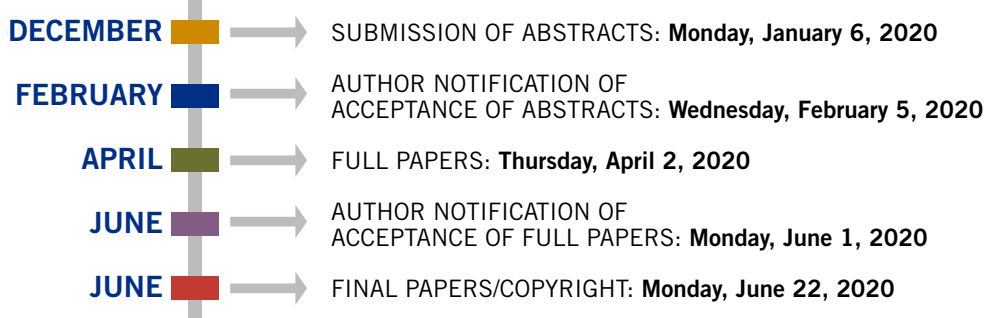 DECEMBER
SUBMISSION OF ABSTRACTS: Monday, January 6, 2020
FEBRUARY
AUTHOR NOTIFICATION OF
ACCEPTANCE OF ABSTRACTS: Wednesday, February 5, 2020
APRIL
FULL PAPERS: Thursday, April 2, 2020
JUNE
AUTHOR NOTIFICATION OF
ACCEPTANCE OF FULL PAPERS: Monday, June 1, 2020
JUNE
FINAL PAPERS/COPYRIGHT: Monday, June 22, 2020